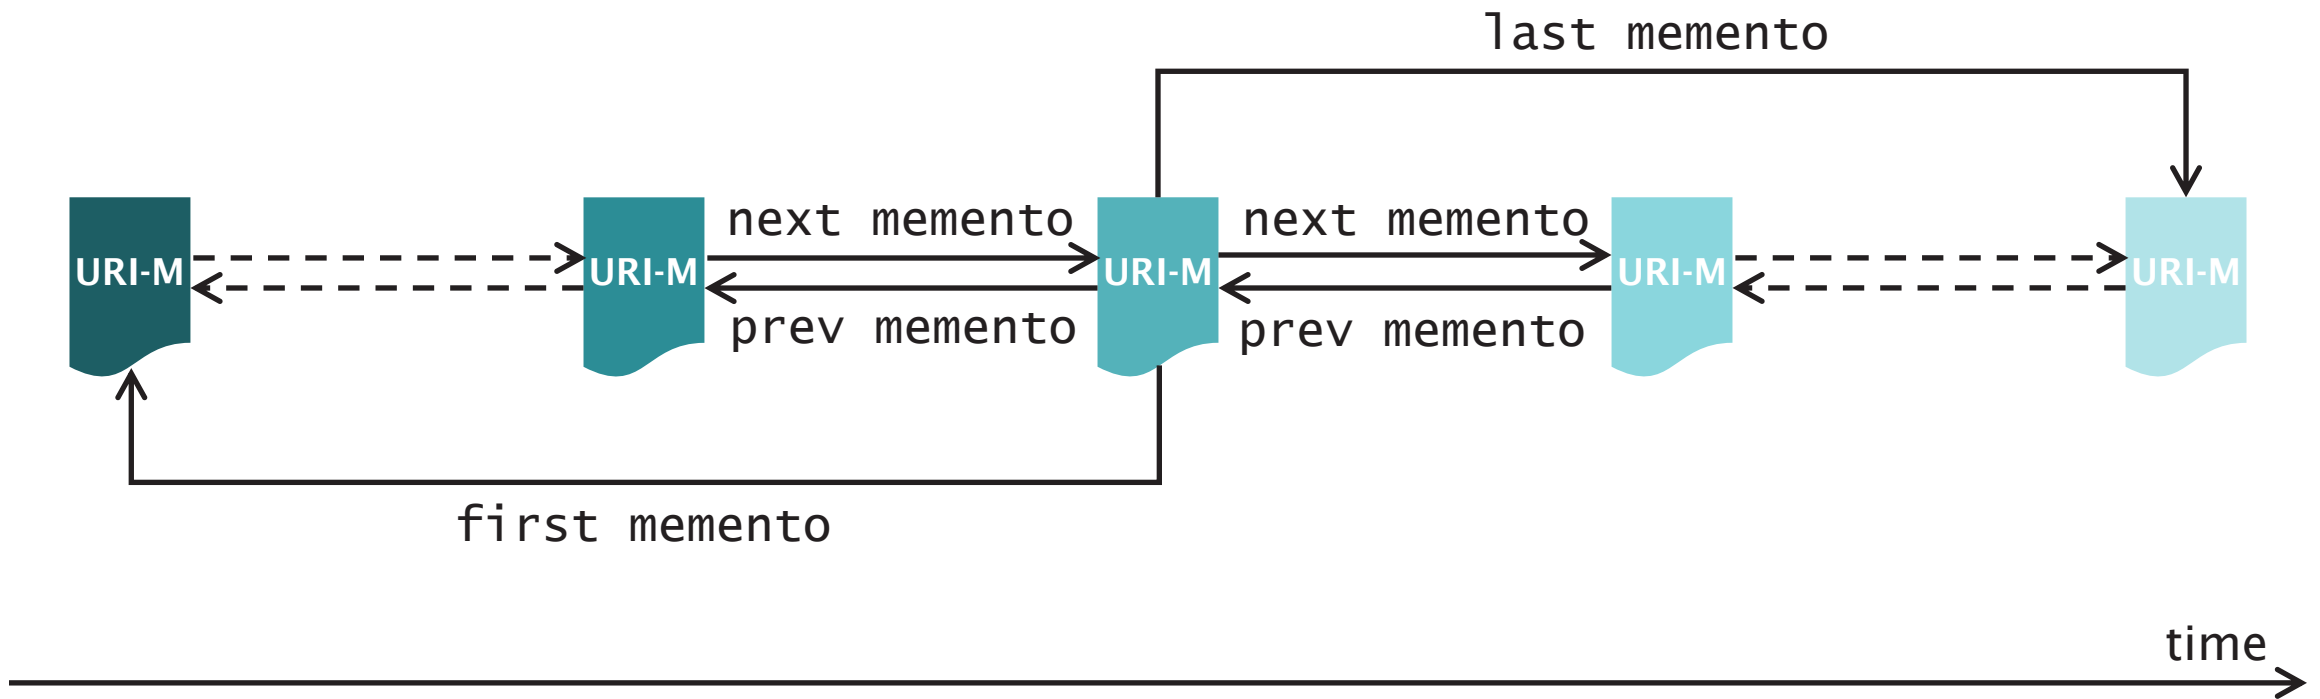 last memento
next memento
next memento
URI-M
URI-M
URI-M
URI-M
URI-M
prev memento
prev memento
first memento
time